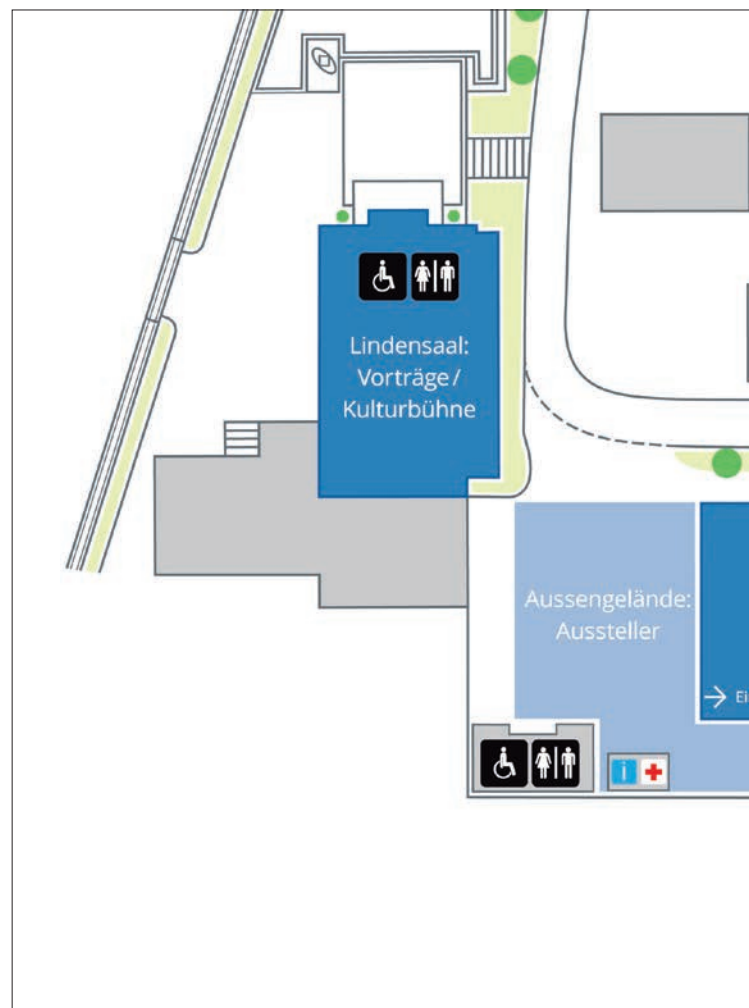 Lindensaal:
Vorträge/
Kulturbühne
Aussengelände:
Aussteller
i